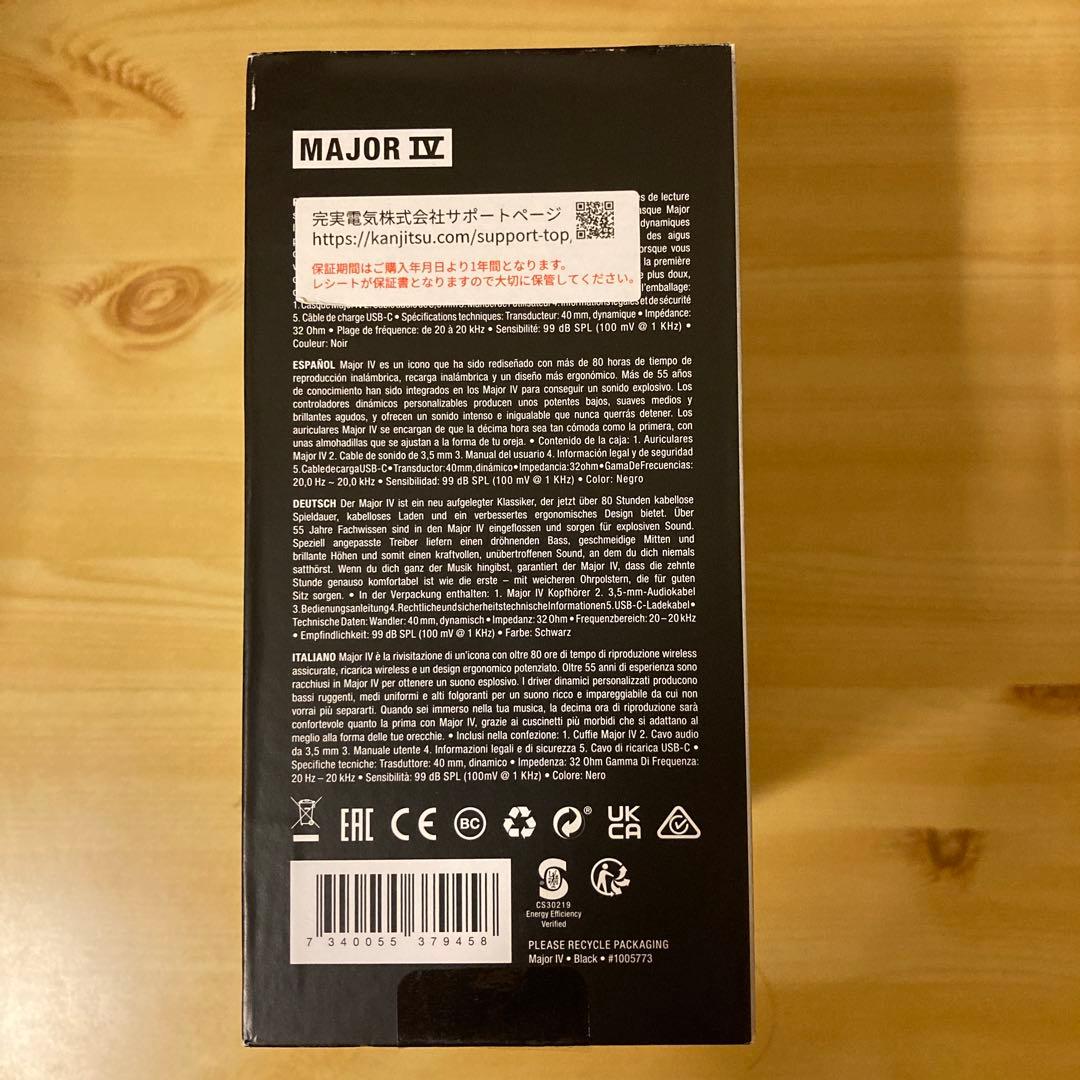 MAJOR IV
完実電気株式会社サポートページ
https://kanjitsu.com/support-top/
保証期間はご購入年月日より1年間となります。
レシートが保証書となりますので大切に保管してください。
es de lecture
asque Major
dynamiques
des aigus
orsque vous
la première
e plus doux,
l'emballage:
5. Câble de charge USB-C • Spécifications techniques: Transducteur: 40 mm, dynamique • Impédance:
32 Ohm • Plage de fréquence: de 20 à 20 kHz • Sensibilité: 99 dB SPL (100 mV @ 1 KHz) •
Couleur: Noir
ESPAÑOL Major IV es un icono que ha sido rediseñado con más de 80 horas de tiempo de
reproducción inalámbrica, recarga inalámbrica y un diseño más ergonómico. Más de 55 años
de conocimiento han sido integrados en los Major IV para conseguir un sonido explosivo. Los
controladores dinámicos personalizables producen unos potentes bajos, suaves medios y
brillantes agudos, y ofrecen un sonido intenso e inigualable que nunca querrás detener. Los
auriculares Major IV se encargan de que la décima hora sea tan cómoda como la primera, con
unas almohadillas que se ajustan a la forma de tu oreja. • Contenido de la caja: 1. Auriculares
Major IV 2. Cable de sonido de 3,5 mm 3. Manual del usuario 4. Información legal y de seguridad
5. Cable de carga USB-C • Transductor: 40 mm, dinámico • Impedancia: 32 ohm • Gama De Frecuencias:
20,0 Hz ~ 20,0 kHz • Sensibilidad: 99 dB SPL (100 mV @ 1 KHz) • Color: Negro
DEUTSCH Der Major IV ist ein neu aufgelegter Klassiker, der jetzt über 80 Stunden kabellose
Spieldauer, kabelloses Laden und ein verbessertes ergonomisches Design bietet. Über
55 Jahre Fachwissen sind in den Major IV eingeflossen und sorgen für explosiven Sound.
Speziell angepasste Treiber liefern einen dröhnenden Bass, geschmeidige Mitten und
brillante Höhen und somit einen kraftvollen, unübertroffenen Sound, an dem du dich niemals
satthörst. Wenn du dich ganz der Musik hingibst, garantiert der Major IV, dass die zehnte
Stunde genauso komfortabel ist wie die erste – mit weicheren Ohrpolstern, die für guten
Sitz sorgen. • In der Verpackung enthalten: 1. Major IV Kopfhörer 2. 3,5-mm-Audiokabel
3. Bedienungsanleitung 4. Rechtliche und sicherheitstechnische Informationen 5. USB-C-Ladekabel •
Technische Daten: Wandler: 40 mm, dynamisch • Impedanz: 32 Ohm • Frequenzbereich: 20 – 20 kHz
• Empfindlichkeit: 99 dB SPL (100 mV @ 1 KHz) • Farbe: Schwarz
ITALIANO Major IV è la rivisitazione di un'icona con oltre 80 ore di tempo di riproduzione wireless
assicurate, ricarica wireless e un design ergonomico potenziato. Oltre 55 anni di esperienza sono
racchiusi in Major IV per ottenere un suono esplosivo. I driver dinamici personalizzati producono
bassi ruggenti, medi uniformi e alti folgoranti per un suono ricco e impareggiabile da cui non
vorrai più separarti. Quando sei immerso nella tua musica, la decima ora di riproduzione sarà
confortevole quanto la prima con Major IV, grazie ai cuscinetti più morbidi che si adattano al
meglio alla forma delle tue orecchie. • Inclusi nella confezione: 1. Cuffie Major IV 2. Cavo audio
da 3,5 mm 3. Manuale utente 4. Informazioni legali e di sicurezza 5. Cavo di ricarica USB-C •
Specifiche tecniche: Trasduttore: 40 mm, dinamico • Impedenza: 32 Ohm Gamma Di Frequenza:
20 Hz – 20 kHz • Sensibilità: 99 dB SPL (100mV @ 1 KHz) • Colore: Nero
EAC CE BC ® UK CA
7 340055 379458
CS30219
Energy Efficiency
Verified
PLEASE RECYCLE PACKAGING
Major IV • Black • #1005773